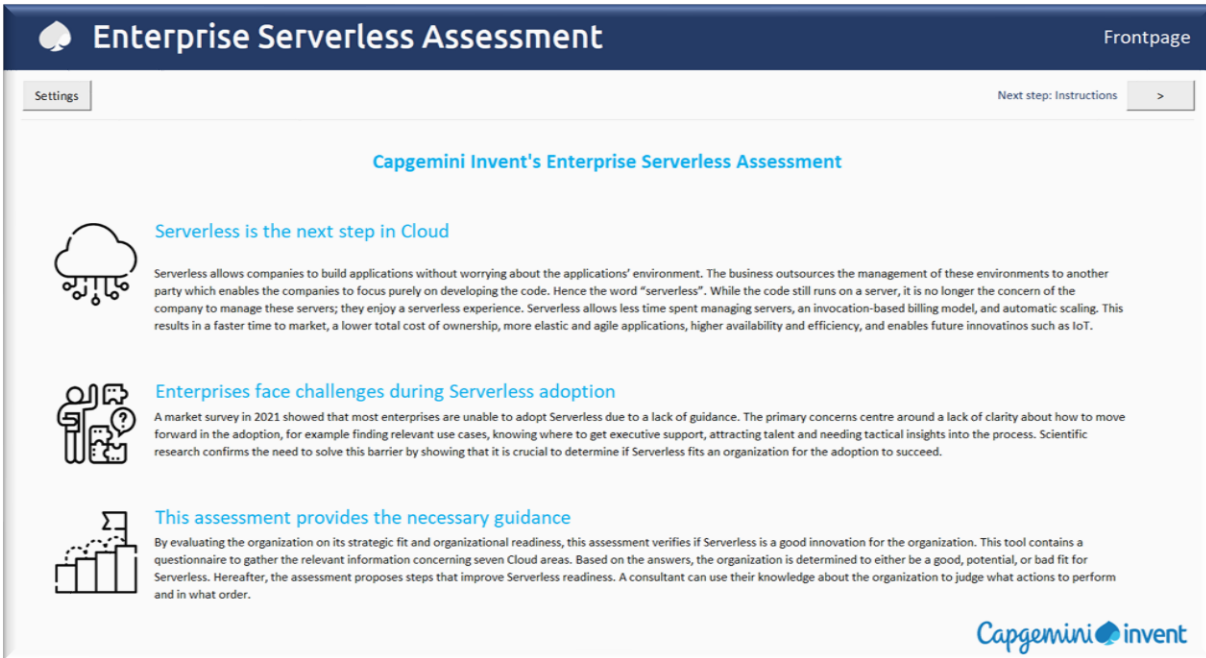 Enterprise Serverless Assessment
Frontpage
Settings
Next step: Instructions
>
Capgemini Invent's Enterprise Serverless Assessment
Serverless is the next step in Cloud
Serverless allows companies to build applications without worrying about the applications' environment. The business outsources the management of these environments to another
party which enables the companies to focus purely on developing the code. Hence the word “serverless”. While the code still runs on a server, it is no longer the concern of the
company to manage these servers; they enjoy a serverless experience. Serverless allows less time spent managing servers, an invocation-based billing model, and automatic scaling. This
results in a faster time to market, a lower total cost of ownership, more elastic and agile applications, higher availability and efficiency, and enables future innovatinos such as IoT.
Enterprises face challenges during Serverless adoption
A market survey in 2021 showed that most enterprises are unable to adopt Serverless due to a lack of guidance. The primary concerns centre around a lack of clarity about how to move
forward in the adoption, for example finding relevant use cases, knowing where to get executive support, attracting talent and needing tactical insights into the process. Scientific
research confirms the need to solve this barrier by showing that it is crucial to determine if Serverless fits an organization for the adoption to succeed.
This assessment provides the necessary guidance
By evaluating the organization on its strategic fit and organizational readiness, this assessment verifies if Serverless is a good innovation for the organization. This tool contains a
questionnaire to gather the relevant information concerning seven Cloud areas. Based on the answers, the organization is determined to either be a good, potential, or bad fit for
Serverless. Hereafter, the assessment proposes steps that improve Serverless readiness. A consultant can use their knowledge about the organization to judge what actions to perform
and in what order.
Capgemini invent